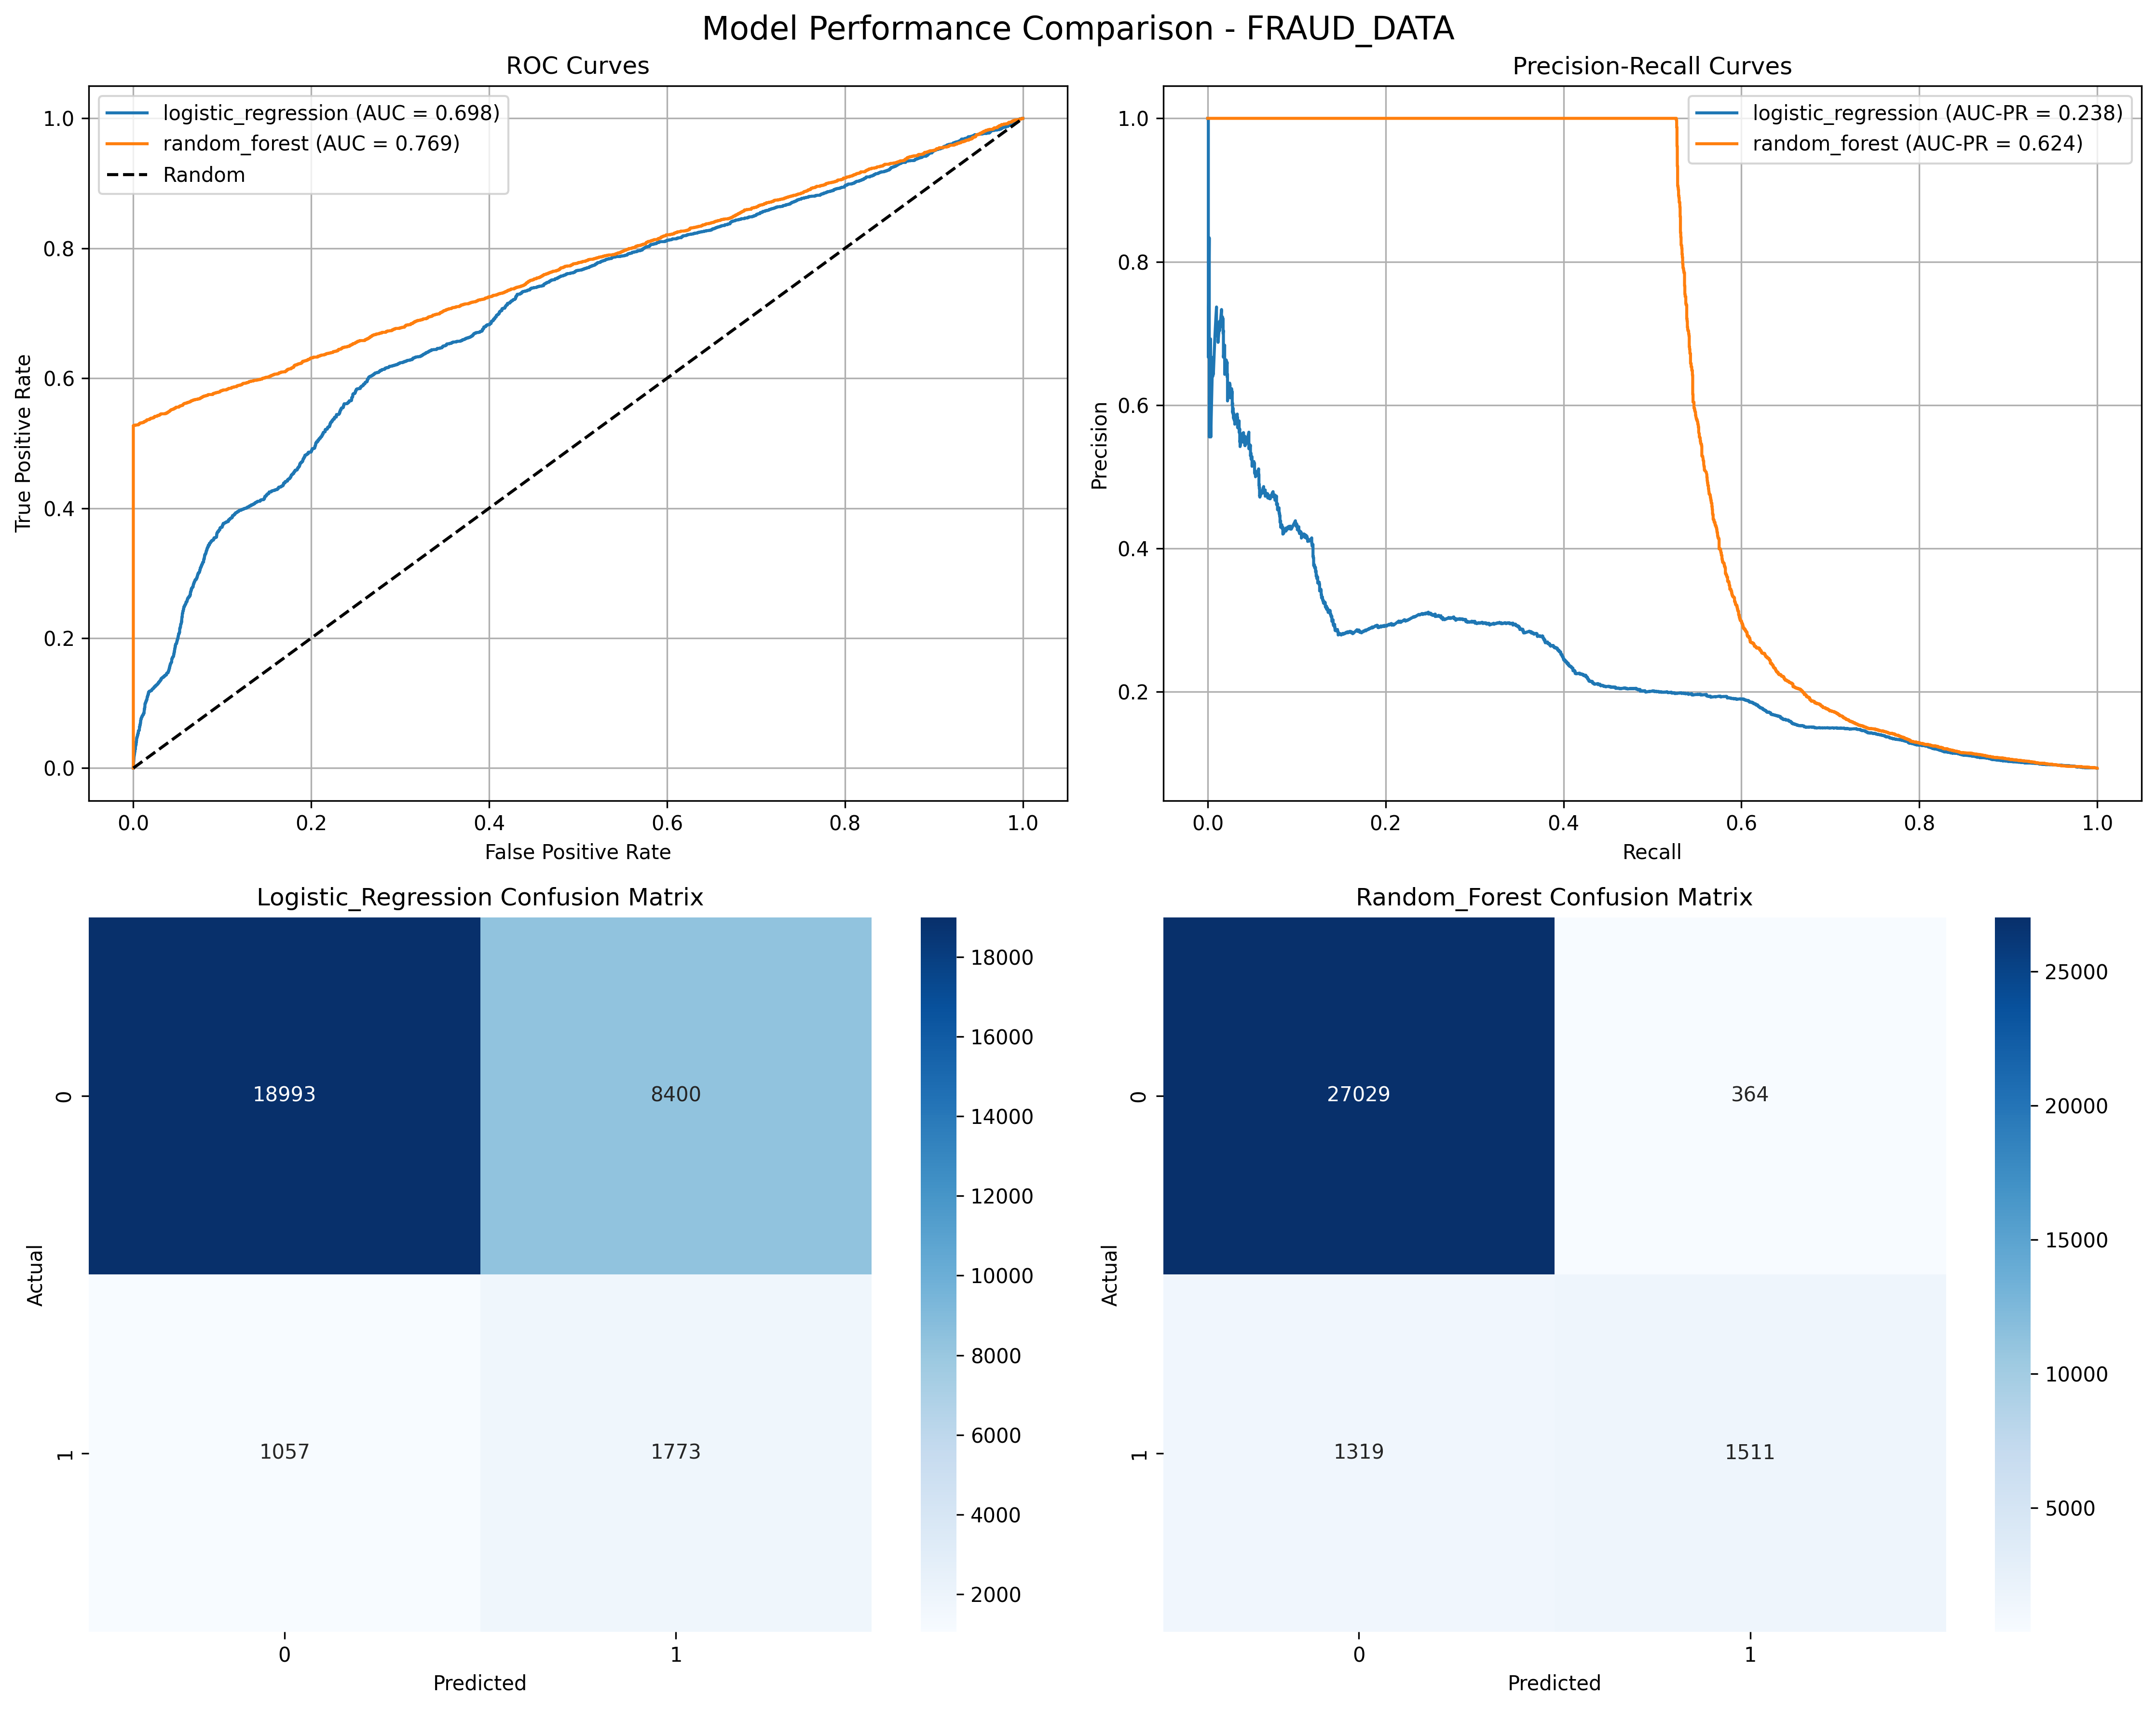 Model Performance Comparison - FRAUD_DATA
ROC Curves
logistic_regression (AUC = 0.698)
random_forest (AUC = 0.769)
Random
1.0
0.8
0.6
0.4
0.2
0.0
True Positive Rate
0.0 0.2 0.4 0.6 0.8 1.0
False Positive Rate
Precision-Recall Curves
logistic_regression (AUC-PR = 0.238)
random_forest (AUC-PR = 0.624)
1.0
0.8
0.6
0.4
0.2
Precision
0.0 0.2 0.4 0.6 0.8 1.0
Recall
Logistic_Regression Confusion Matrix
18993 8400
1057 1773
0
1
Actual
0 1
Predicted
18000
16000
14000
12000
10000
8000
6000
4000
2000
Random_Forest Confusion Matrix
27029 364
1319 1511
0
1
Actual
0 1
Predicted
25000
20000
15000
10000
5000